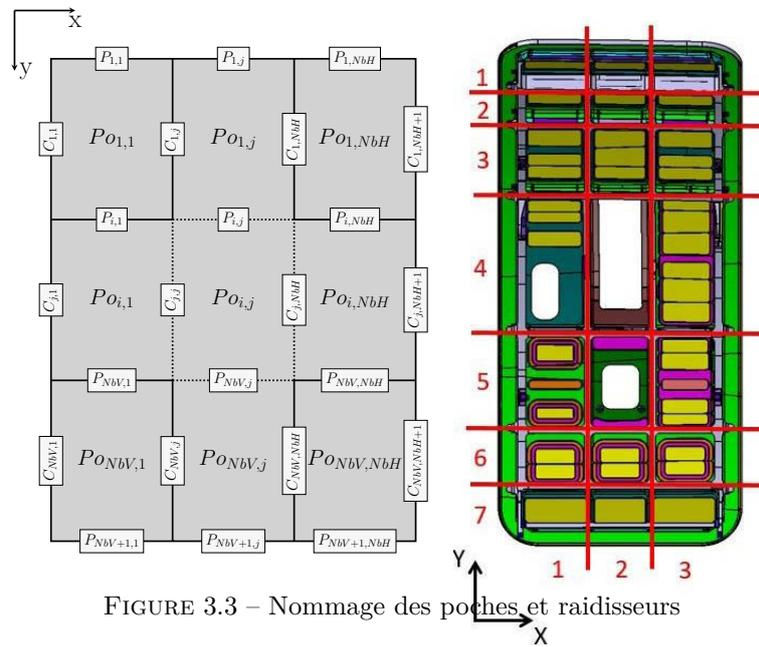 x
y
P1,1 P1,j P1,NbH
C1,1 Po1,1 C1,j Po1,j C1,NbH Po1,NbH C1,NbH+1
Pi,1 Pi,j Pi,NbH
Cj,1 Poi,1 Cj,j Poi,j Cj,NbH Poi,NbH Cj,NbH+1
PNbV,1 PNbV,j PNbV,NbH
CNbV,1 PoNbV,1 CNbV,j PoNbV,j CNbV,NbH PoNbV,NbH CNbV,NbH+1
PNbV+1,1 PNbV+1,j PNbV+1,NbH
1
2
3
4
5
6
7
1 2 3
Y
X
FIGURE 3.3 – Nommage des poches et raidisseurs